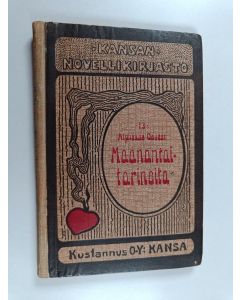 ·KANSAN·
NOVELLIKIRJASTO
13:
Alphonse Daudet
Maanantai-
tarinoita
Kustannus O·Y: KANSA